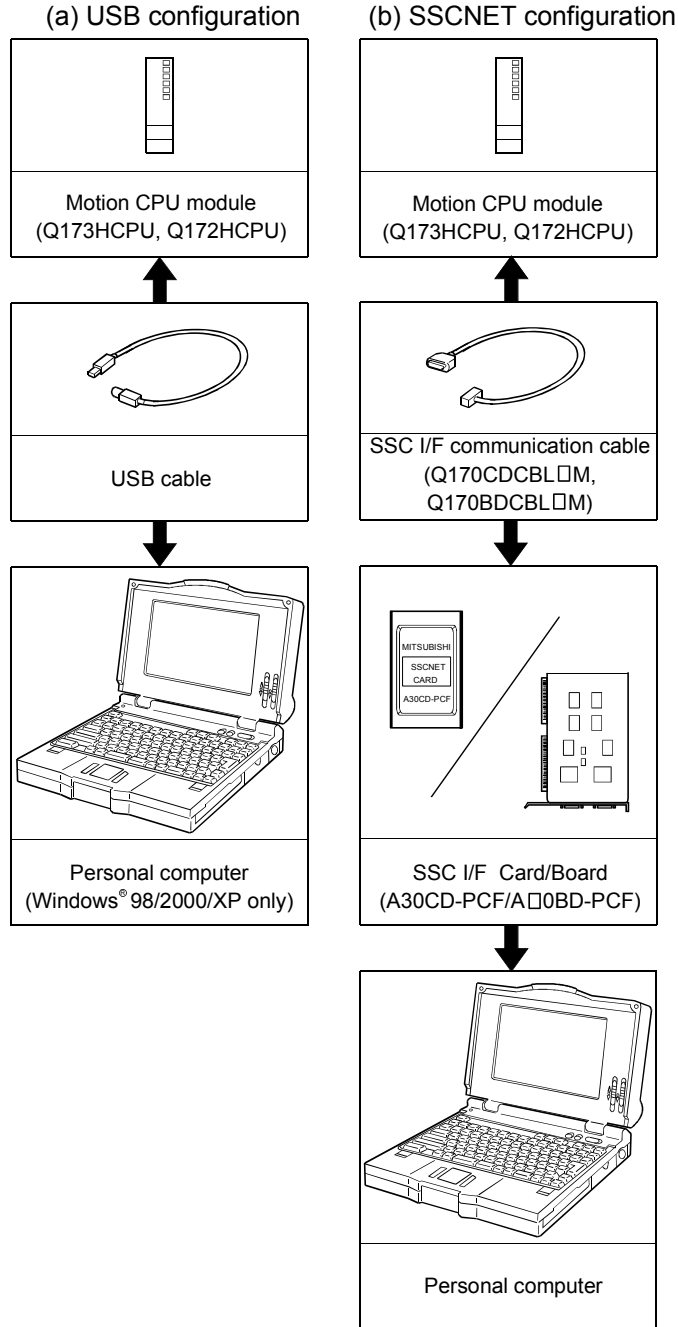 (a) USB configuration
Motion CPU module
(Q173HCPU, Q172HCPU)
USB cable
Personal computer
(Windows® 98/2000/XP only)
(b) SSCNET configuration
Motion CPU module
(Q173HCPU, Q172HCPU)
SSC I/F communication cable
(Q170CDCBL□M,
Q170BDCBL□M)
MITSUBISHI
SSCNET
CARD
A30CD-PCF
SSC I/F Card/Board
(A30CD-PCF/A□0BD-PCF)
Personal computer